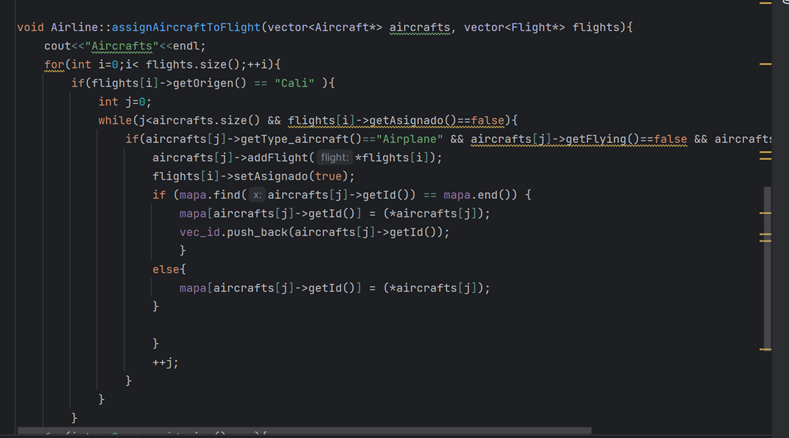 void Airline::assignAircraftToFlight(vector<Aircraft*> aircrafts, vector<Flight*> flights){
cout<<"Aircrafts"<<endl;
for(int i=0;i< flights.size();++i){
if(flights[i]->getOrigen() == "Cali" ){
int j=0;
while(j<aircrafts.size() && flights[i]->getAsignado()==false){
if(aircrafts[j]->getType_aircraft()=="Airplane" && aircrafts[j]->getFlying()==false && aircrafts
aircrafts[j]->addFlight( flight: *flights[i]);
flights[i]->setAsignado(true);
if (mapa.find( x: aircrafts[j]->getId()) == mapa.end()) {
mapa[aircrafts[j]->getId()] = (*aircrafts[j]);
vec_id.push_back(aircrafts[j]->getId());
}
else{
mapa[aircrafts[j]->getId()] = (*aircrafts[j]);
}
}
++j;
}
}
}